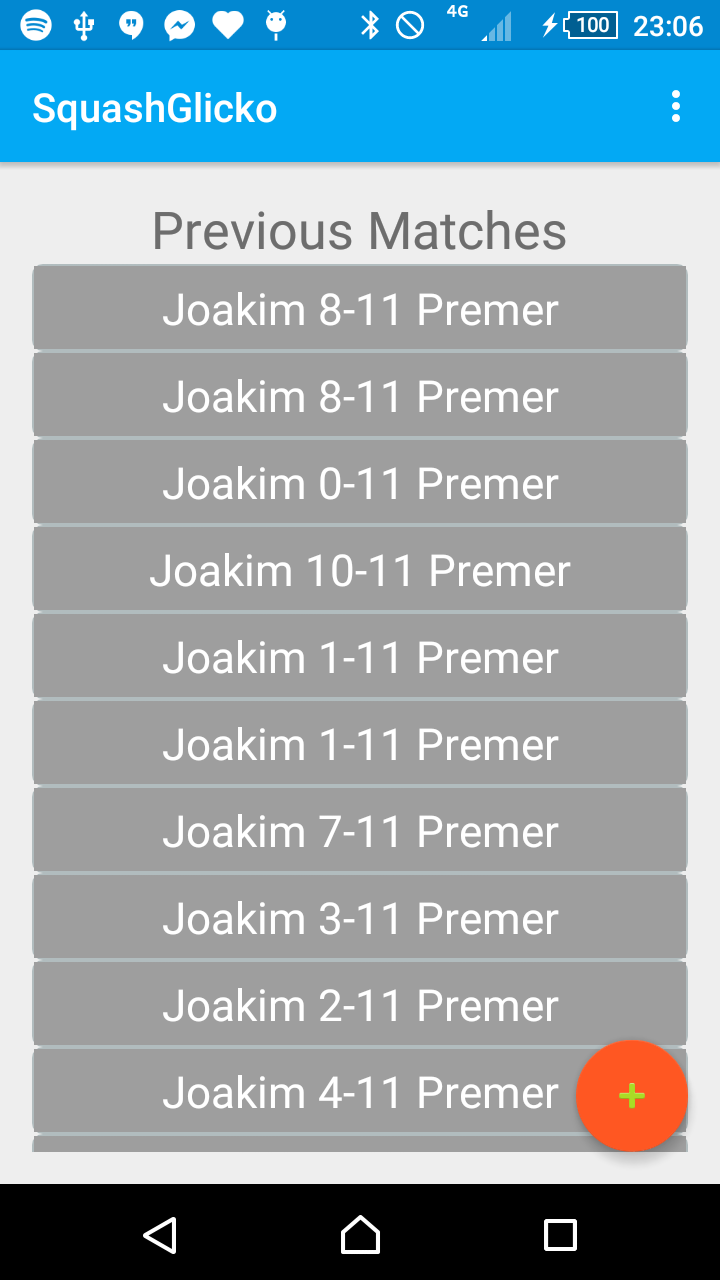 4G 100 23:06
SquashGlicko
Previous Matches
Joakim 8-11 Premer
Joakim 8-11 Premer
Joakim 0-11 Premer
Joakim 10-11 Premer
Joakim 1-11 Premer
Joakim 1-11 Premer
Joakim 7-11 Premer
Joakim 3-11 Premer
Joakim 2-11 Premer
Joakim 4-11 Premer
+